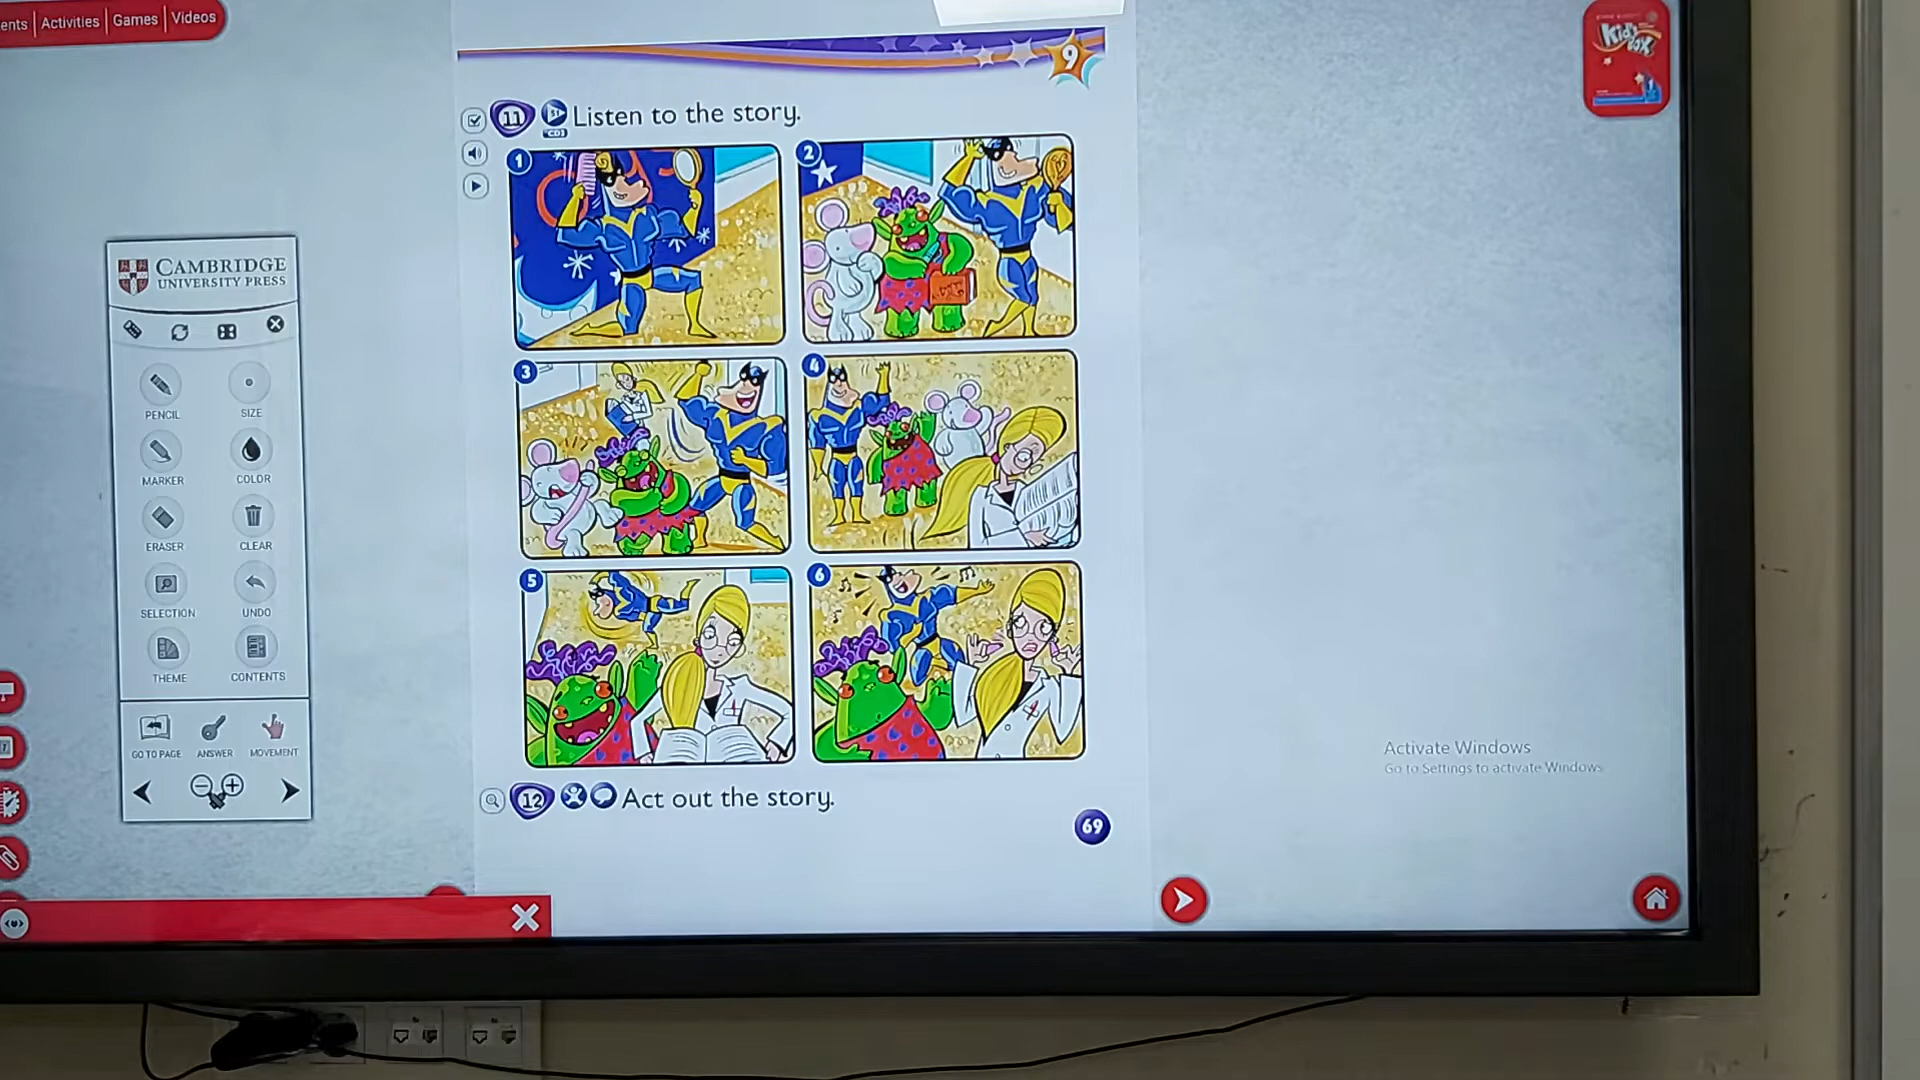 ents | Activities | Games | Videos
Kid's Box
9
11 Listen to the story.
CD3
1
2
3
4
5
6
12 Act out the story.
69
CAMBRIDGE
UNIVERSITY PRESS
PENCIL
SIZE
MARKER
COLOR
ERASER
CLEAR
SELECTION
UNDO
THEME
CONTENTS
GO TO PAGE
ANSWER
MOVEMENT
Activate Windows
Go to Settings to activate Windows